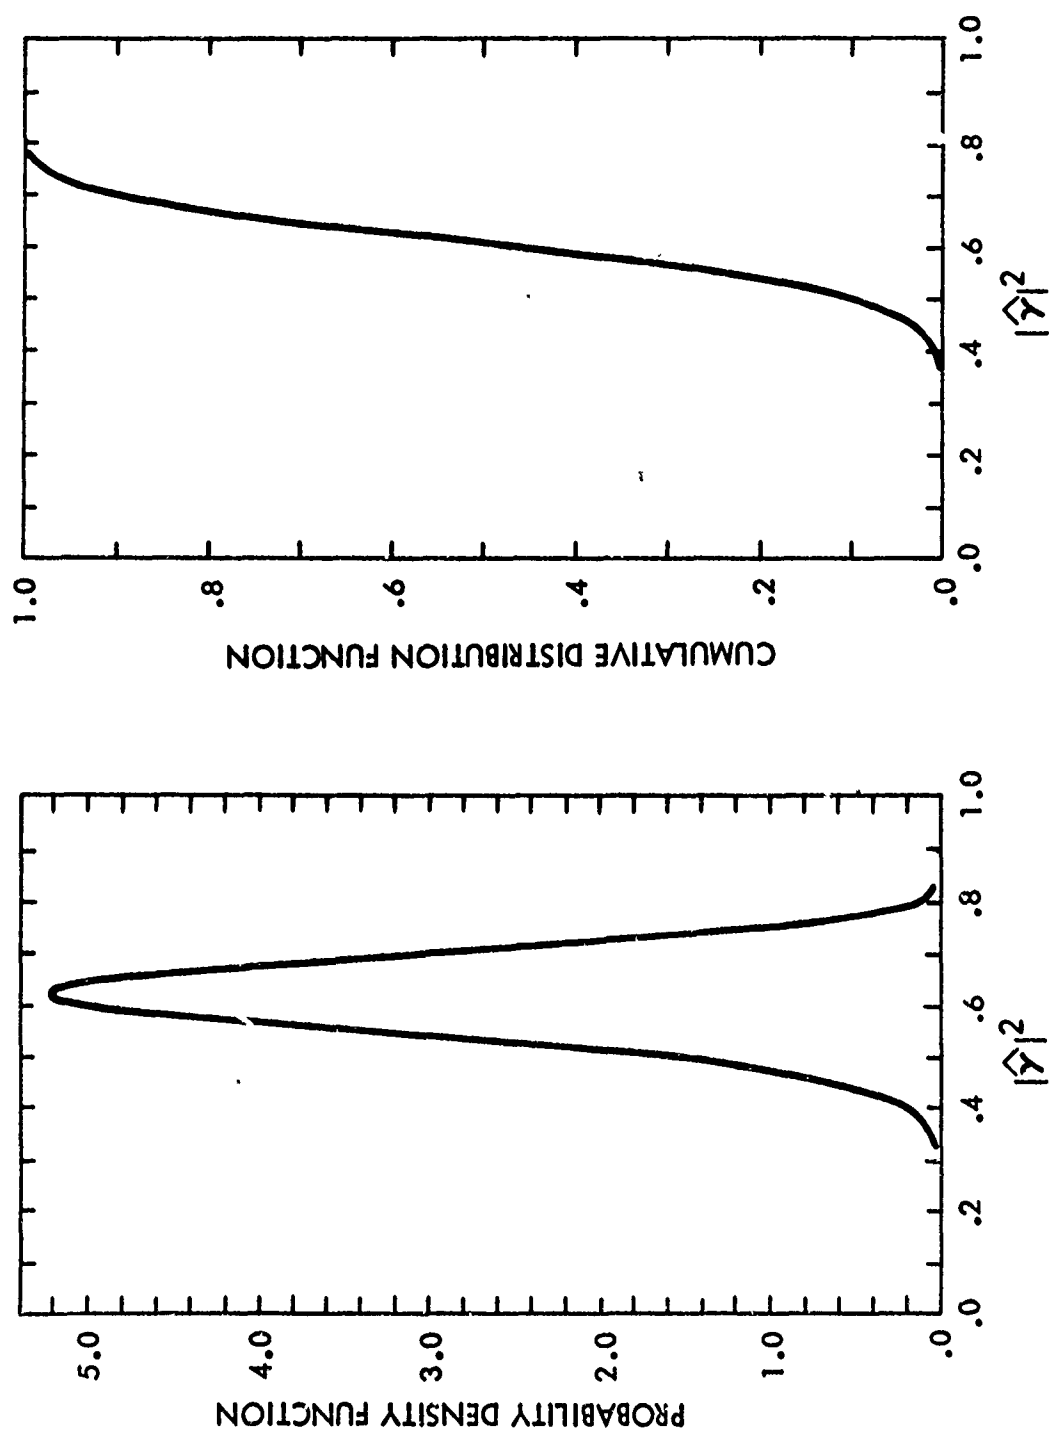 PROBABILITY DENSITY FUNCTION
5.0
4.0
3.0
2.0
1.0
.0
.0 .2 .4 .6 .8 1.0
|γ̂|²
CUMULATIVE DISTRIBUTION FUNCTION
1.0
.8
.6
.4
.2
.0
.0 .2 .4 .6 .8 1.0
|γ̂|²